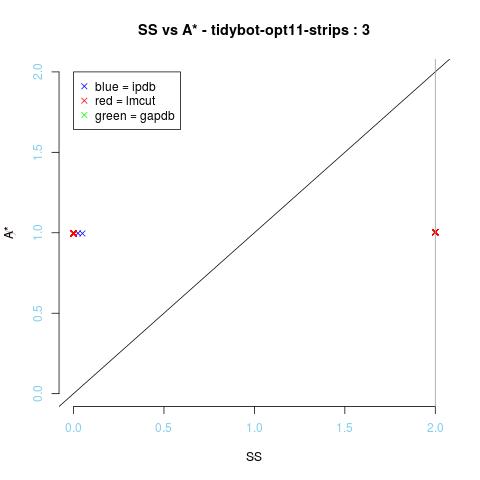 SS vs A* - tidybot-opt11-strips : 3
blue = ipdb
red = lmcut
green = gapdb
A*
2.0
1.5
1.0
0.5
0.0
0.0 0.5 1.0 1.5 2.0
SS